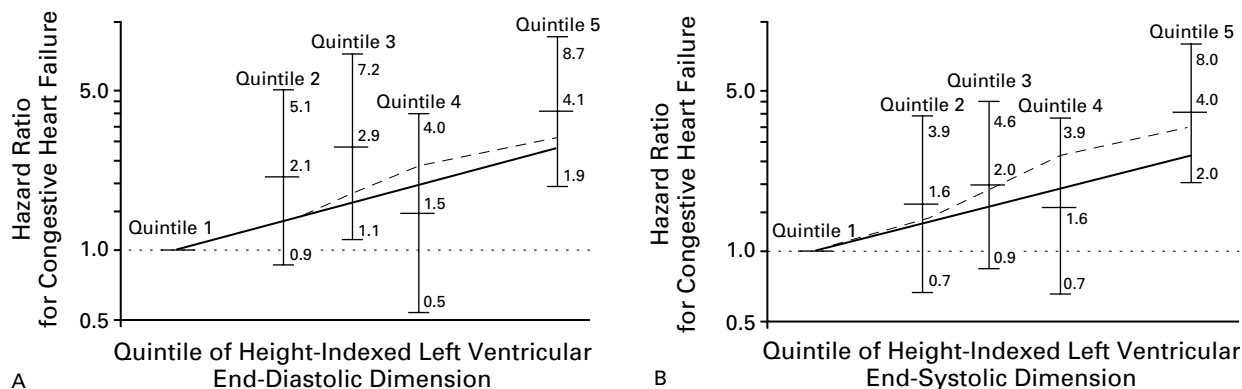 Hazard Ratio
for Congestive Heart Failure
5.0
1.0
0.5
Quintile 1
Quintile 2
5.1
2.1
0.9
Quintile 3
7.2
2.9
1.1
Quintile 4
4.0
1.5
0.5
Quintile 5
8.7
4.1
1.9
Quintile of Height-Indexed Left Ventricular
End-Diastolic Dimension
A
Hazard Ratio
for Congestive Heart Failure
5.0
1.0
0.5
Quintile 1
Quintile 2
3.9
1.6
0.7
Quintile 3
4.6
2.0
0.9
Quintile 4
3.9
1.6
0.7
Quintile 5
8.0
4.0
2.0
Quintile of Height-Indexed Left Ventricular
End-Systolic Dimension
B